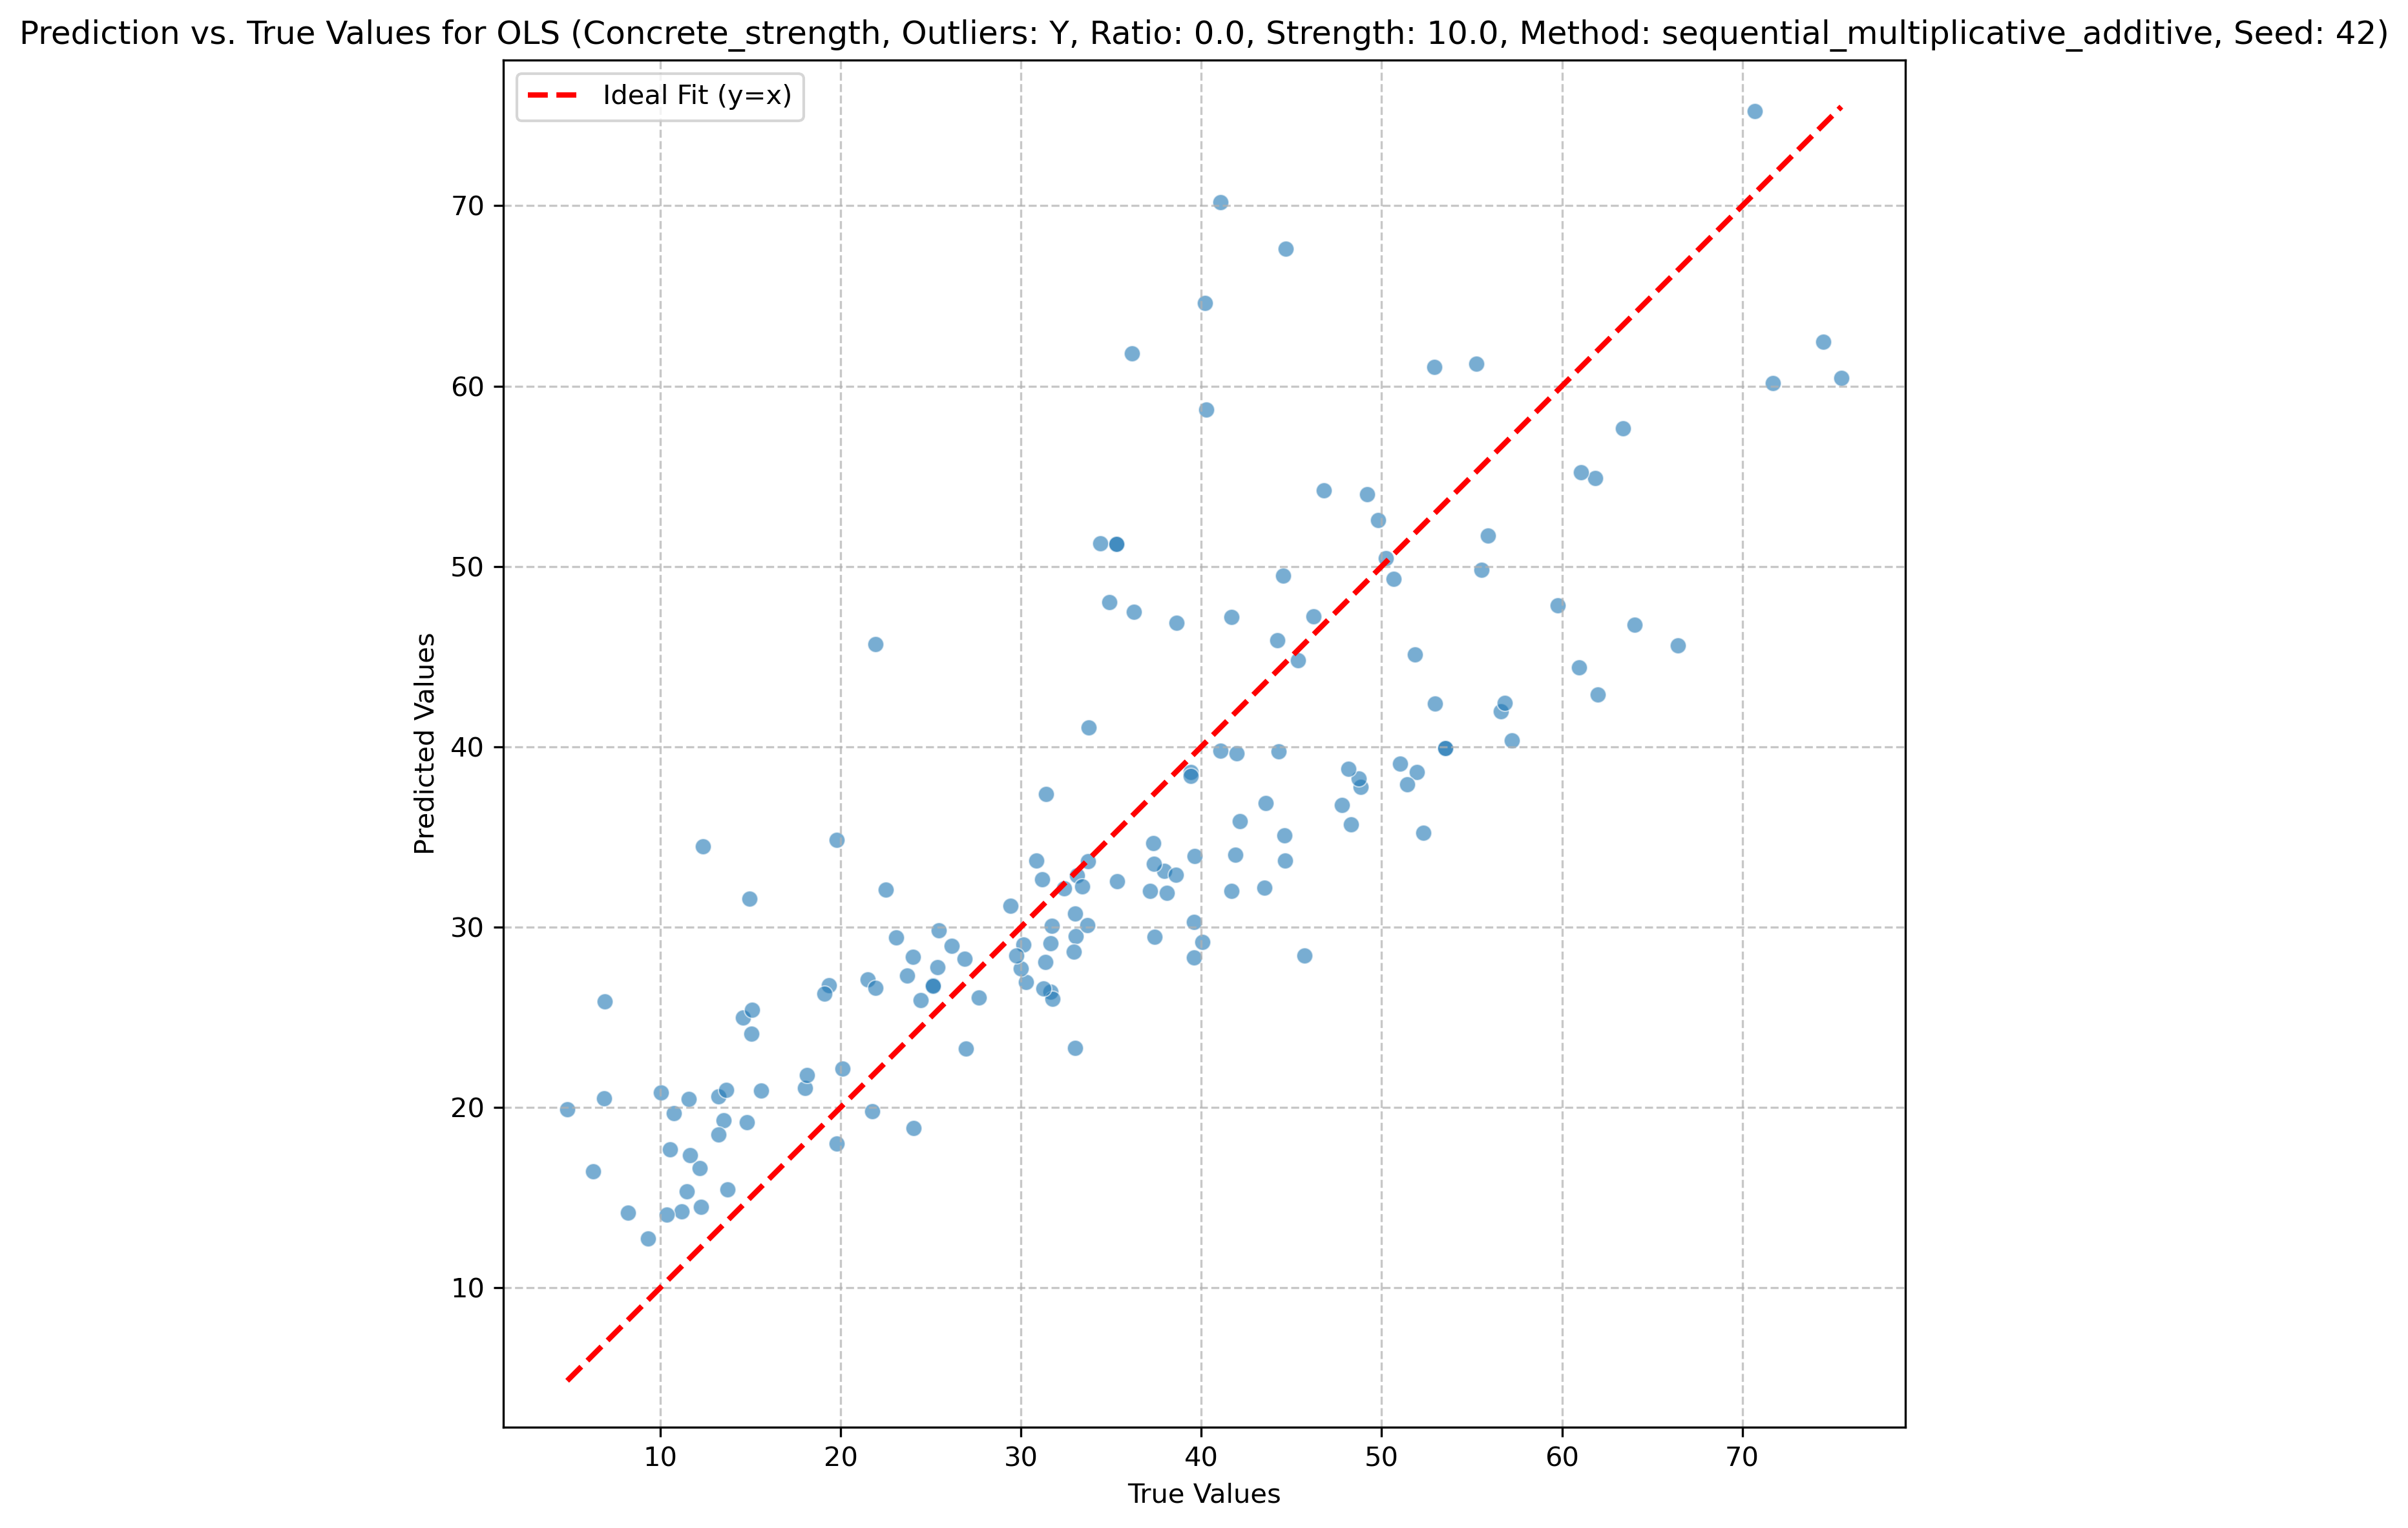 Prediction vs. True Values for OLS (Concrete_strength, Outliers: Y, Ratio: 0.0, Strength: 10.0, Method: sequential_multiplicative_additive, Seed: 42)
Ideal Fit (y=x)
Predicted Values
70
60
50
40
30
20
10
10 20 30 40 50 60 70
True Values